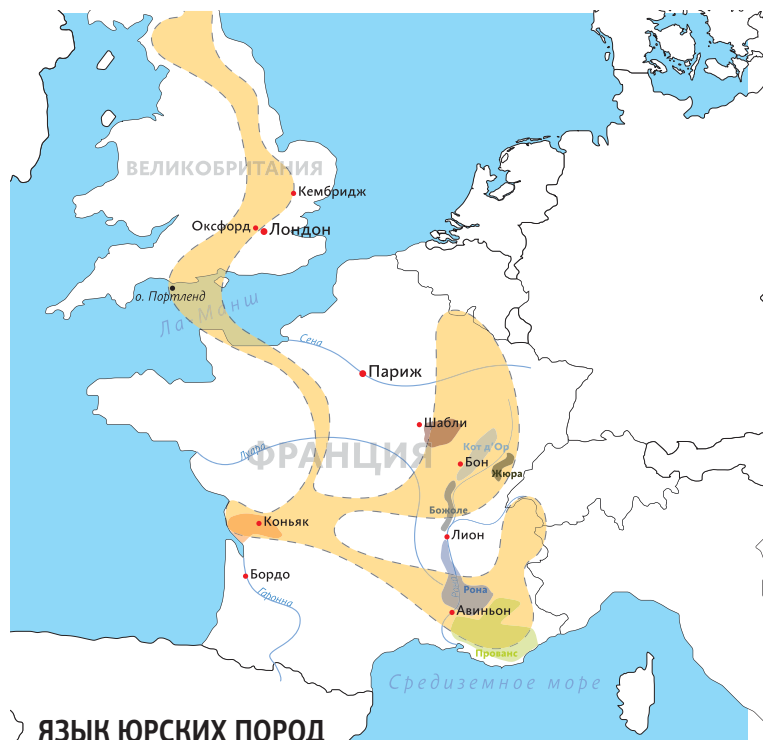 ВЕЛИКОБРИТАНИЯ
Кембридж
Оксфорд
Лондон
о. Портленд
Ла-Манш
Сена
Париж
Шабли
Кот д'Ор
Луара
ФРАНЦИЯ
Бон
Жюра
Божоле
Коньяк
Лион
Бордо
Гаронна
Рона
Рона
Авиньон
Прованс
Средиземное море
ЯЗЫК ЮРСКИХ ПОРОД